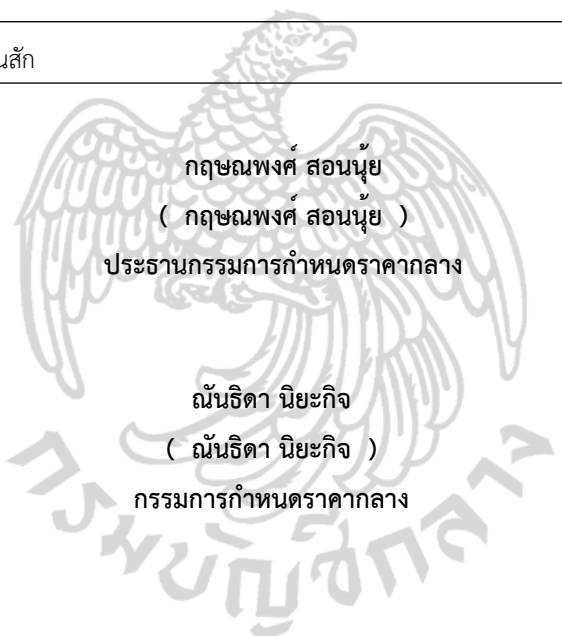 กฤษณพงศ์ สอนนุ้ย
( กฤษณพงศ์ สอนนุ้ย )
ประธานกรรมการกำหนดราคากลาง
ณันธิดา นิยะกิจ
( ณันธิดา นิยะกิจ )
กรรมการกำหนดราคากลาง
กรมบัญชีกลาง